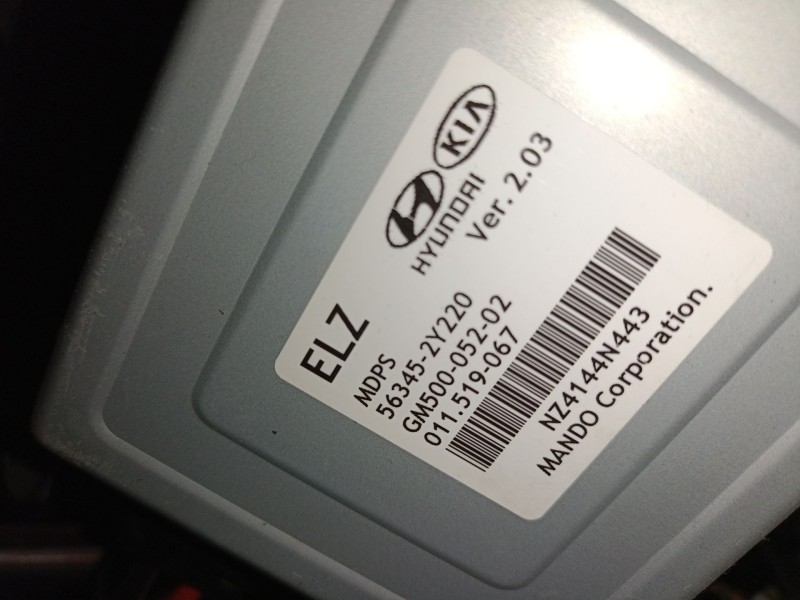 KIA
HYUNDAI
Ver. 2.03
ELZ
MDPS
56345-2Y220
GM500-052-02
011.519-067
NZ4144N443
MANDO Corporation.